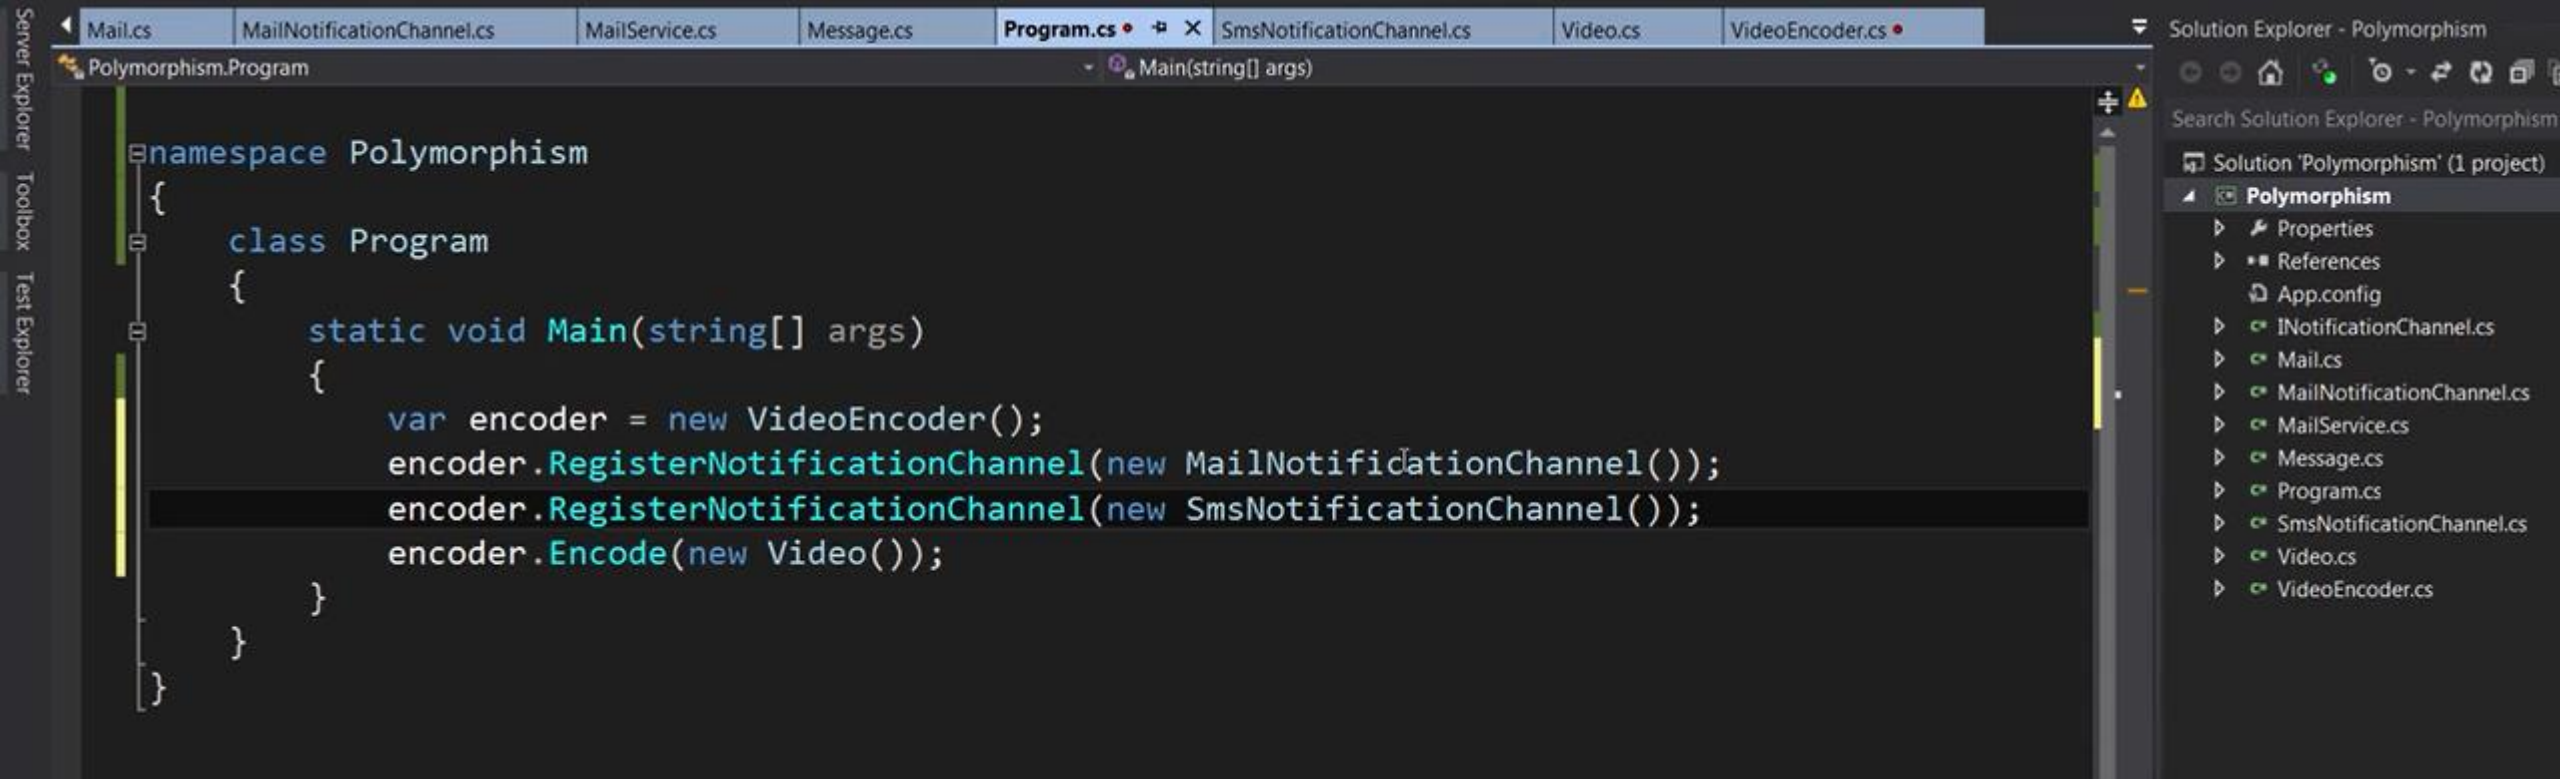 Server Explorer
Toolbox
Test Explorer
Mail.cs
MailNotificationChannel.cs
MailService.cs
Message.cs
Program.cs
SmsNotificationChannel.cs
Video.cs
VideoEncoder.cs
Polymorphism.Program
Main(string[] args)
namespace Polymorphism
{
class Program
{
static void Main(string[] args)
{
var encoder = new VideoEncoder();
encoder.RegisterNotificationChannel(new MailNotificationChannel());
encoder.RegisterNotificationChannel(new SmsNotificationChannel());
encoder.Encode(new Video());
}
}
}
Solution Explorer - Polymorphism
Search Solution Explorer - Polymorphism
Solution 'Polymorphism' (1 project)
Polymorphism
Properties
References
App.config
INotificationChannel.cs
Mail.cs
MailNotificationChannel.cs
MailService.cs
Message.cs
Program.cs
SmsNotificationChannel.cs
Video.cs
VideoEncoder.cs